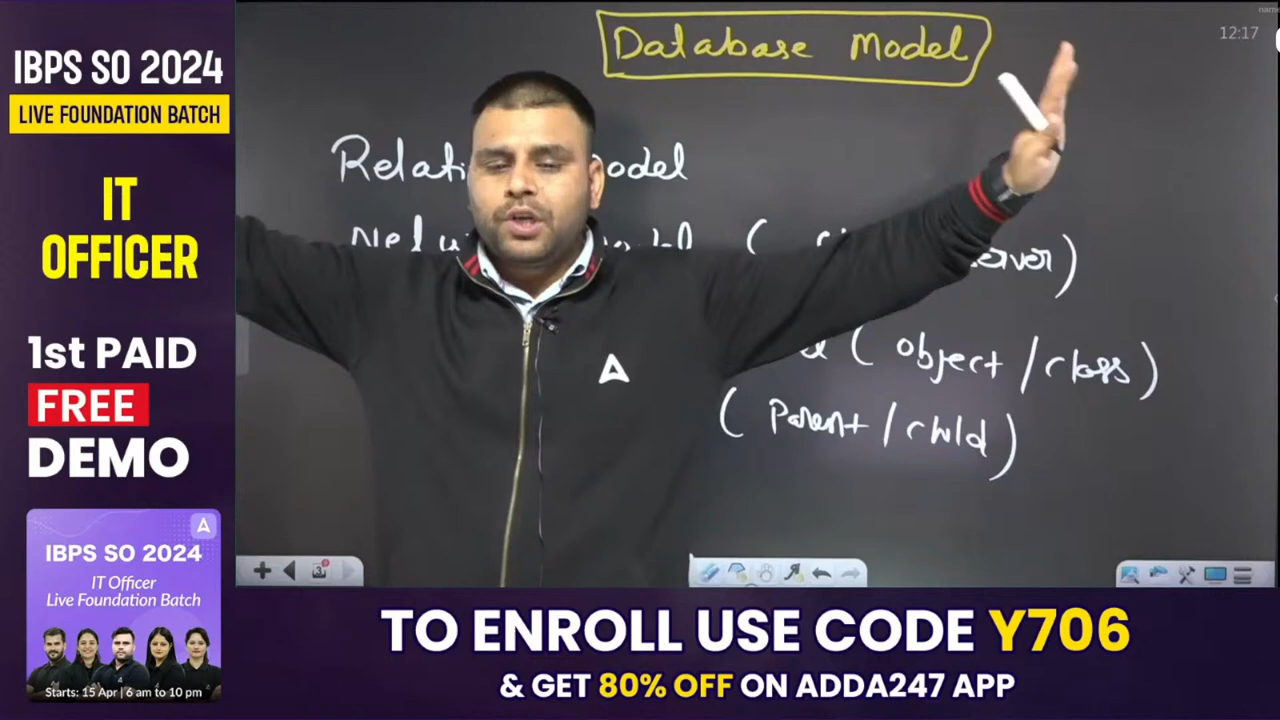 IBPS SO 2024
LIVE FOUNDATION BATCH
IT
OFFICER
1st PAID
FREE
DEMO
IBPS SO 2024
IT Officer
Live Foundation Batch
Starts: 15 Apr | 6 am to 10 pm
name
12:17
Database Model
(object / class)
(Parent / child)
TO ENROLL USE CODE Y706
& GET 80% OFF ON ADDA247 APP